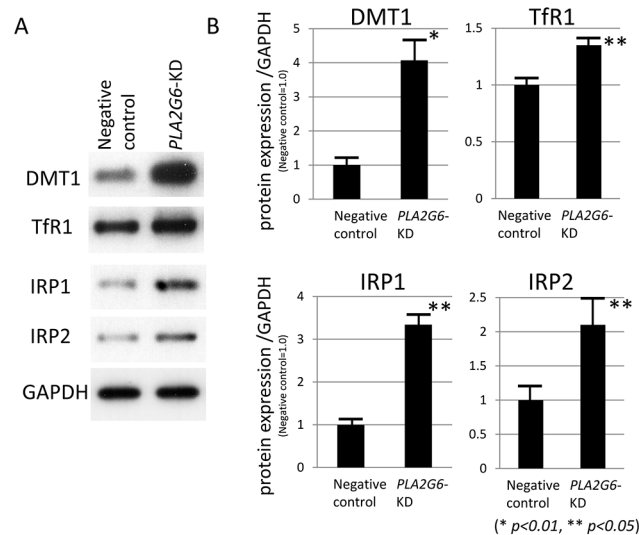 A
Negative
control
PLA2G6-KD
DMT1
TfR1
IRP1
IRP2
GAPDH
B
DMT1
protein expression /GAPDH
(Negative control=1.0)
5
4
3
2
1
0
*
Negative
control
PLA2G6-
KD
TfR1
1.5
1
0.5
0
**
Negative
control
PLA2G6-
KD
IRP1
protein expression /GAPDH
(Negative control=1.0)
4
3
2
1
0
**
Negative
control
PLA2G6-
KD
IRP2
2.5
2
1.5
1
0.5
0
**
Negative
control
PLA2G6-
KD
(* p<0.01, ** p<0.05)